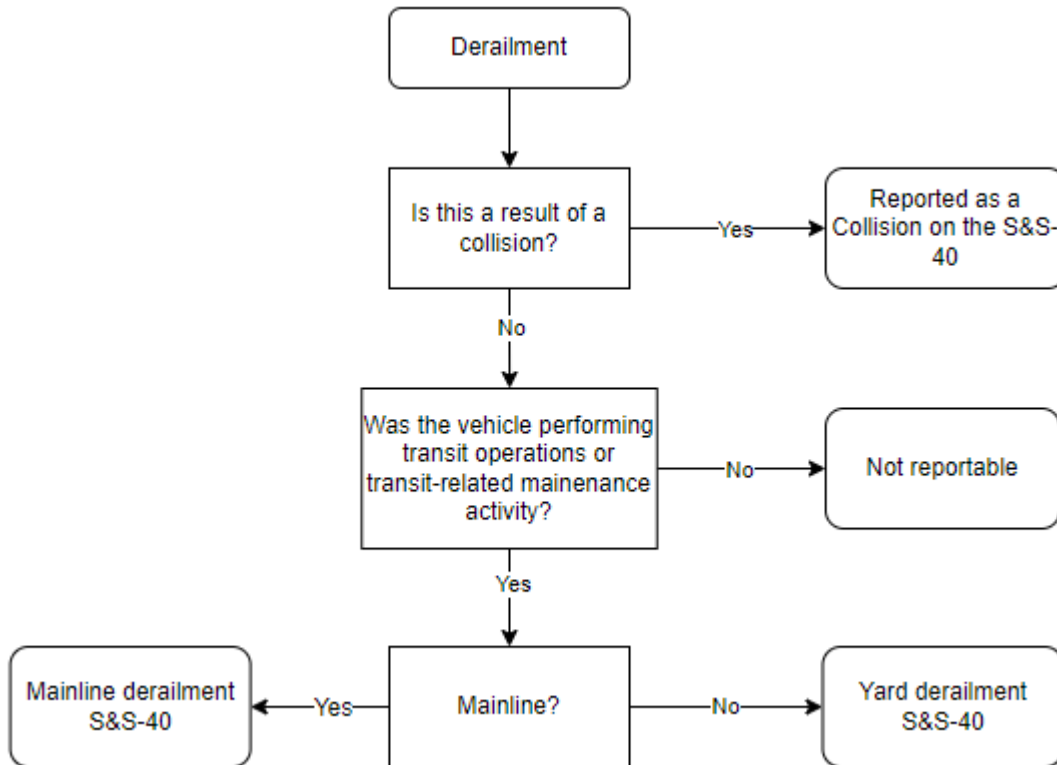 Derailment
Is this a result of a
collision?
Yes
Reported as a
Collision on the S&S-
40
No
Was the vehicle performing
transit operations or
transit-related mainenance
activity?
No
Not reportable
Yes
Mainline derailment
S&S-40
Yes
Mainline?
No
Yard derailment
S&S-40